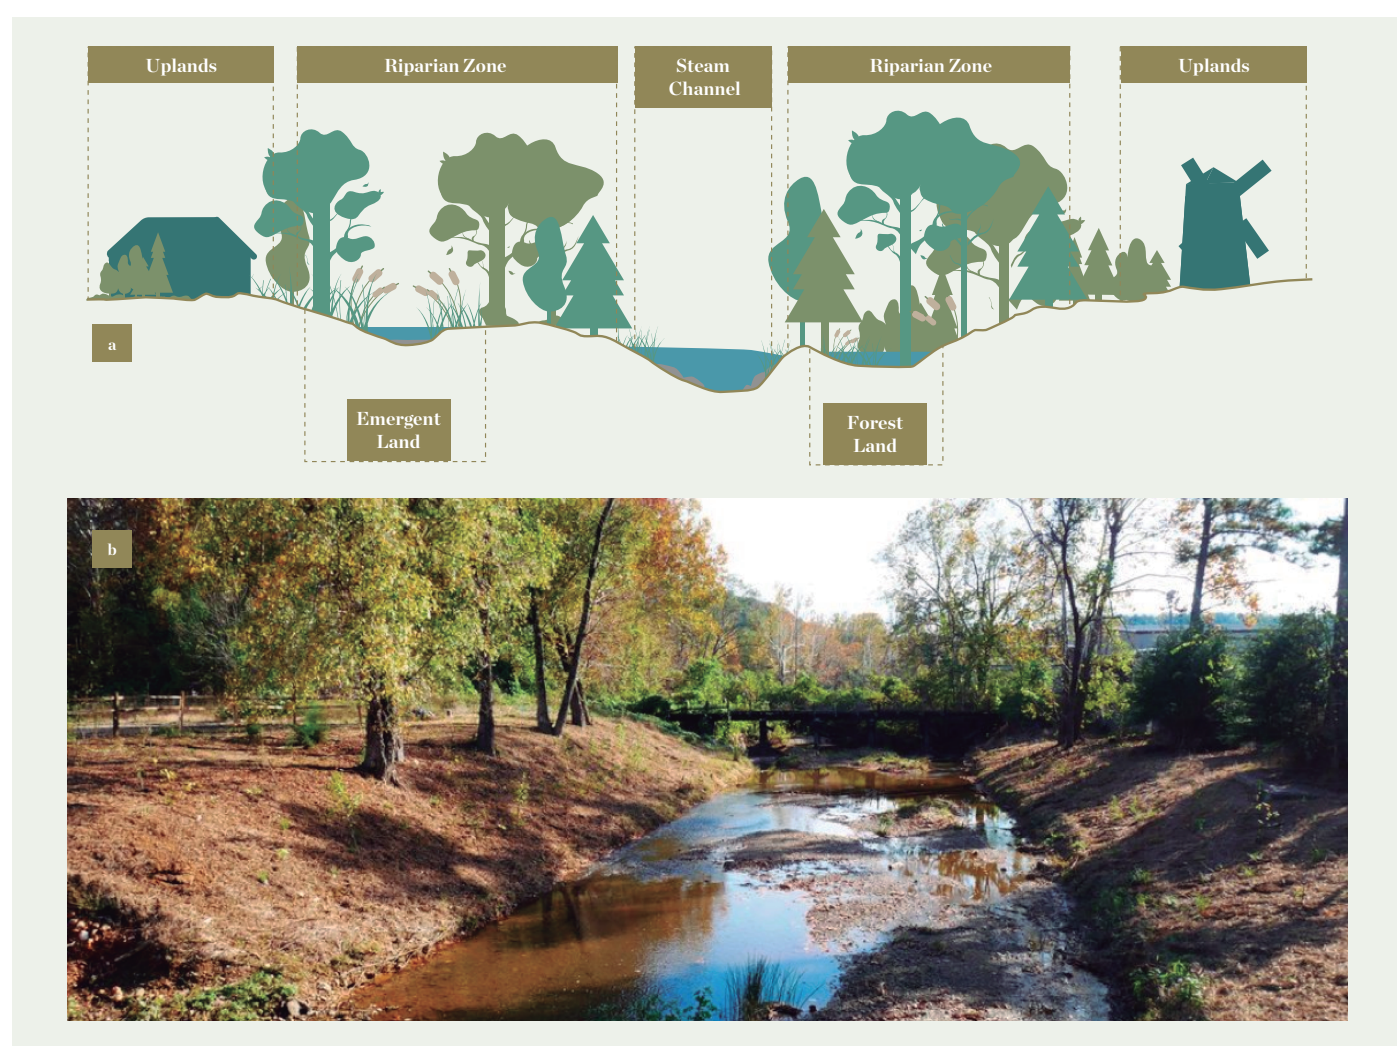 Uplands
Riparian Zone
Steam
Channel
Riparian Zone
Uplands
a
Emergent
Land
Forest
Land
b